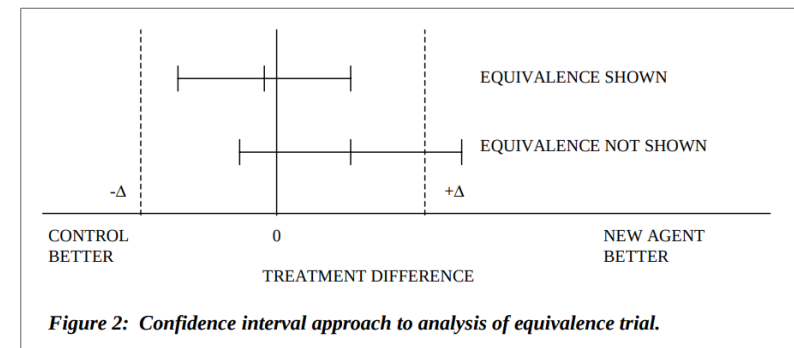 EQUIVALENCE SHOWN
EQUIVALENCE NOT SHOWN
-Δ
+Δ
CONTROL
BETTER
0
NEW AGENT
BETTER
TREATMENT DIFFERENCE
Figure 2: Confidence interval approach to analysis of equivalence trial.